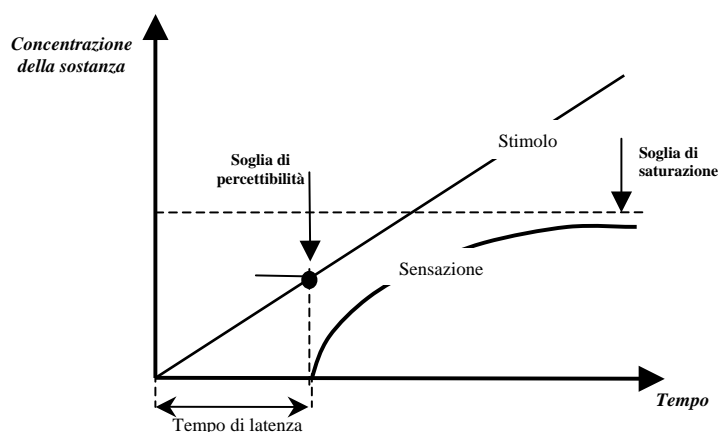 Concentrazione
della sostanza
Stimolo
Soglia di
percettibilità
Soglia di
saturazione
Sensazione
Tempo
Tempo di latenza